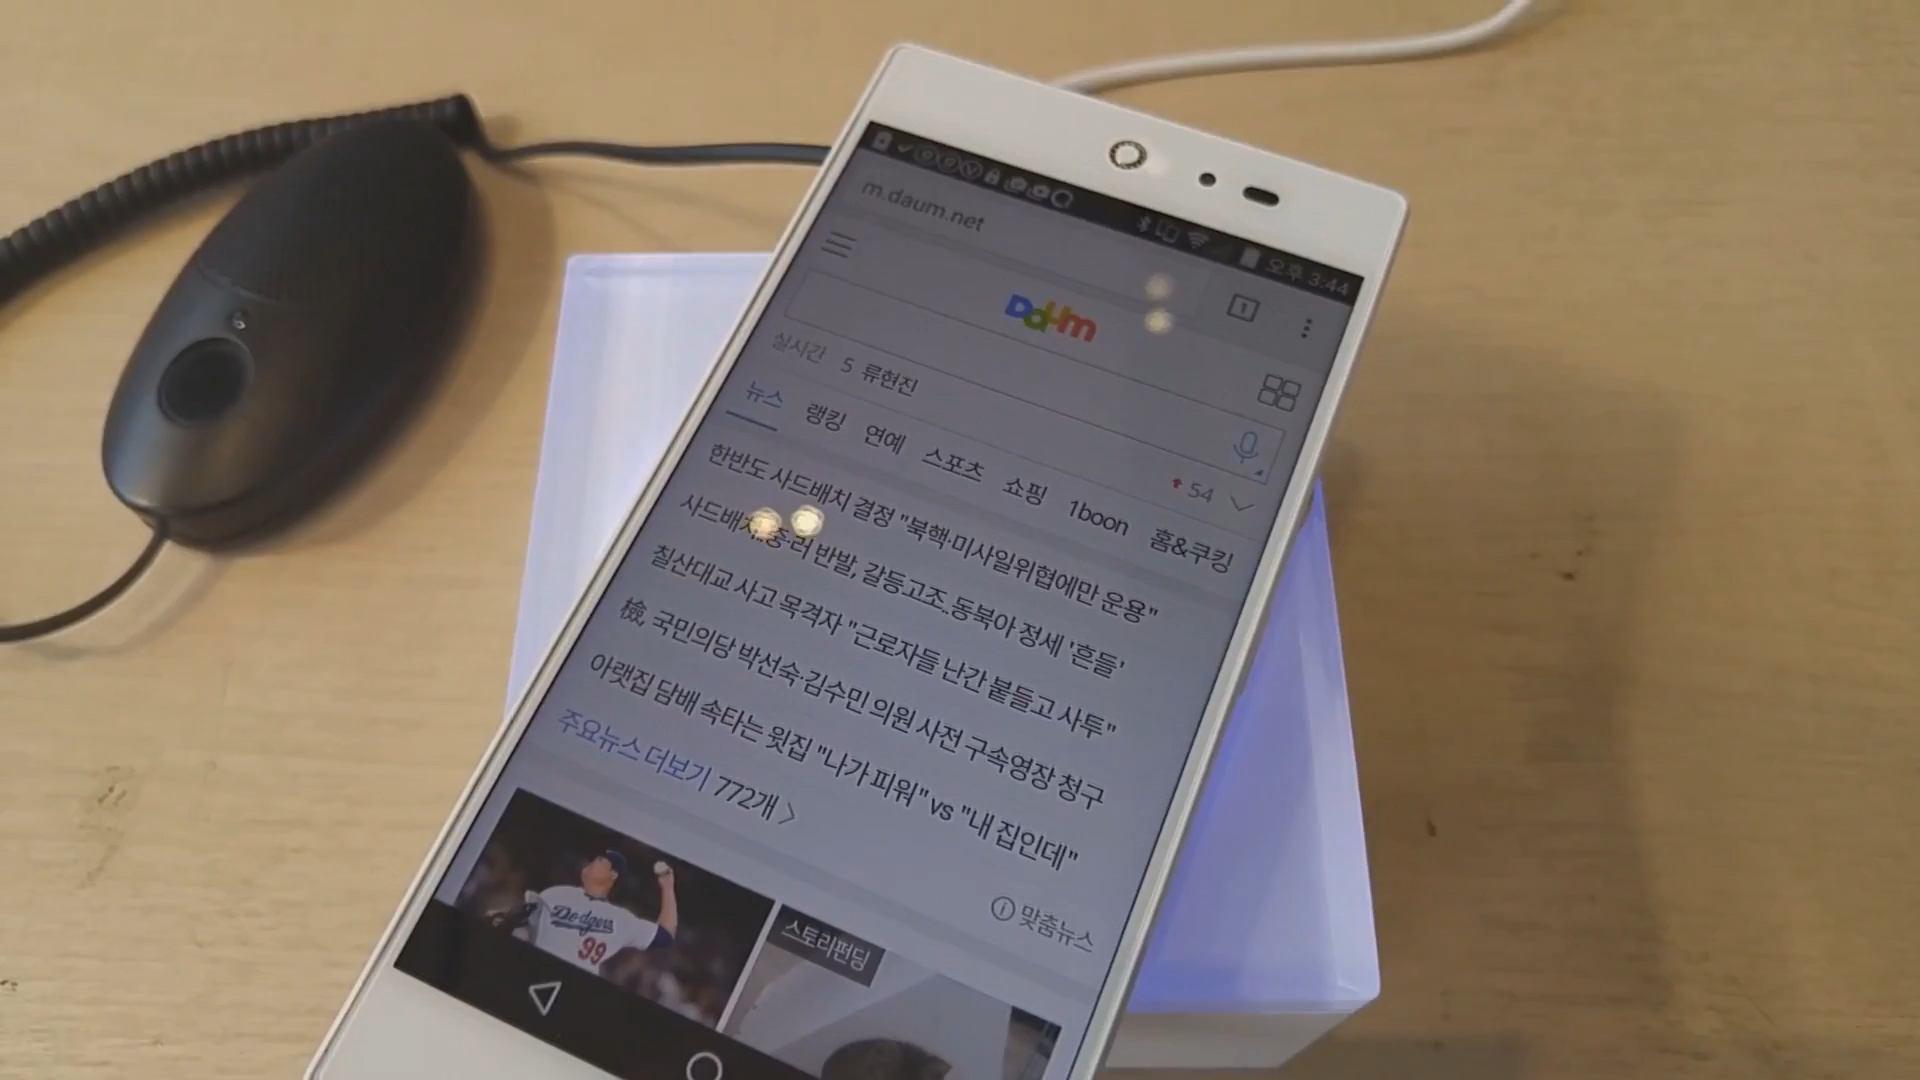 오후 3:44
m.daum.net
1
Daum
실시간 5 류현진 54
뉴스 랭킹 연예 스포츠 쇼핑 1boon 홈&쿠킹
한반도 사드배치 결정 "북핵·미사일위협에만 운용"
사드배치..중·러 반발, 갈등고조..동북아 정세 '흔들'
칠산대교 사고 목격자 "근로자들 난간 붙들고 사투"
檢, 국민의당 박선숙·김수민 의원 사전 구속영장 청구
아랫집 담배 속타는 윗집 "나가 피워" vs "내 집인데"
주요뉴스 더보기 772개 >
맞춤뉴스
Dodgers
99
스토리펀딩